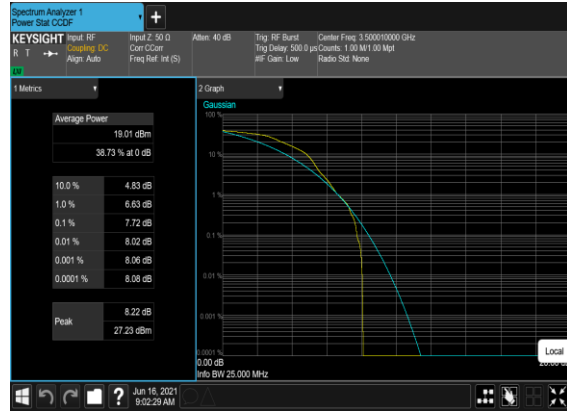 Spectrum Analyzer 1
Power Stat CCDF
KEYSIGHT
R T
Input: RF
Coupling: DC
Align: Auto
Input Z: 50 Ω
Corr CCorr
Freq Ref: Int (S)
Atten: 40 dB
Trig: RF Burst
Trig Delay: 500.0 µs
#IF Gain: Low
Center Freq: 3.500010000 GHz
Counts: 1.00 M/1.00 Mpt
Radio Std: None
1 Metrics
Average Power
19.01 dBm
38.73 % at 0 dB
10.0 % 4.83 dB
1.0 % 6.63 dB
0.1 % 7.72 dB
0.01 % 8.02 dB
0.001 % 8.06 dB
0.0001 % 8.08 dB
Peak
8.22 dB
27.23 dBm
2 Graph
Gaussian
100 %
10 %
1 %
0.1 %
0.01 %
0.001 %
0.0001 %
0.00 dB
Info BW 25.000 MHz
Local
Jun 16, 2021
9:02:29 AM